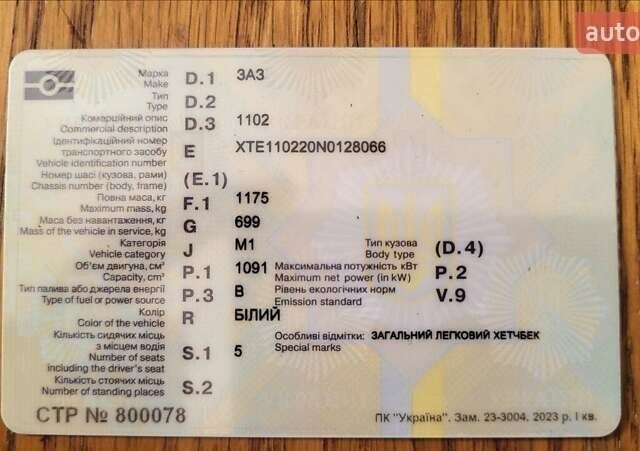 auto
Марка D.1 ЗАЗ
Make
Тип D.2
Type
Комерційний опис D.3 1102
Commercial description
Ідентифікаційний номер
транспортного засобу E XTE110220N0128066
Vehicle identification number
Номер шасі (кузова, рами) (E.1)
Chassis number (body, frame)
Повна маса, кг F.1 1175
Maximum mass, kg
Маса без навантаження, кг G 699
Mass of the vehicle in service, kg
Категорія J M1 Тип кузова (D.4)
Vehicle category Body type
Об'єм двигуна, см³ P.1 1091 Максимальна потужність кВт P.2
Capacity, cm³ Maximum net power (in kW)
Тип палива або джерела енергії P.3 B Рівень екологічних норм V.9
Type of fuel or power source Emission standard
Колір R БІЛИЙ
Color of the vehicle
Кількість сидячих місць Особливі відмітки: ЗАГАЛЬНИЙ ЛЕГКОВИЙ ХЕТЧБЕК
з місцем водія S.1 5 Special marks
Number of seats
including the driver's seat
Кількість стоячих місць S.2
Number of standing places
СТР № 800078
ПК "Україна". Зам. 23-3004. 2023 р. І кв.